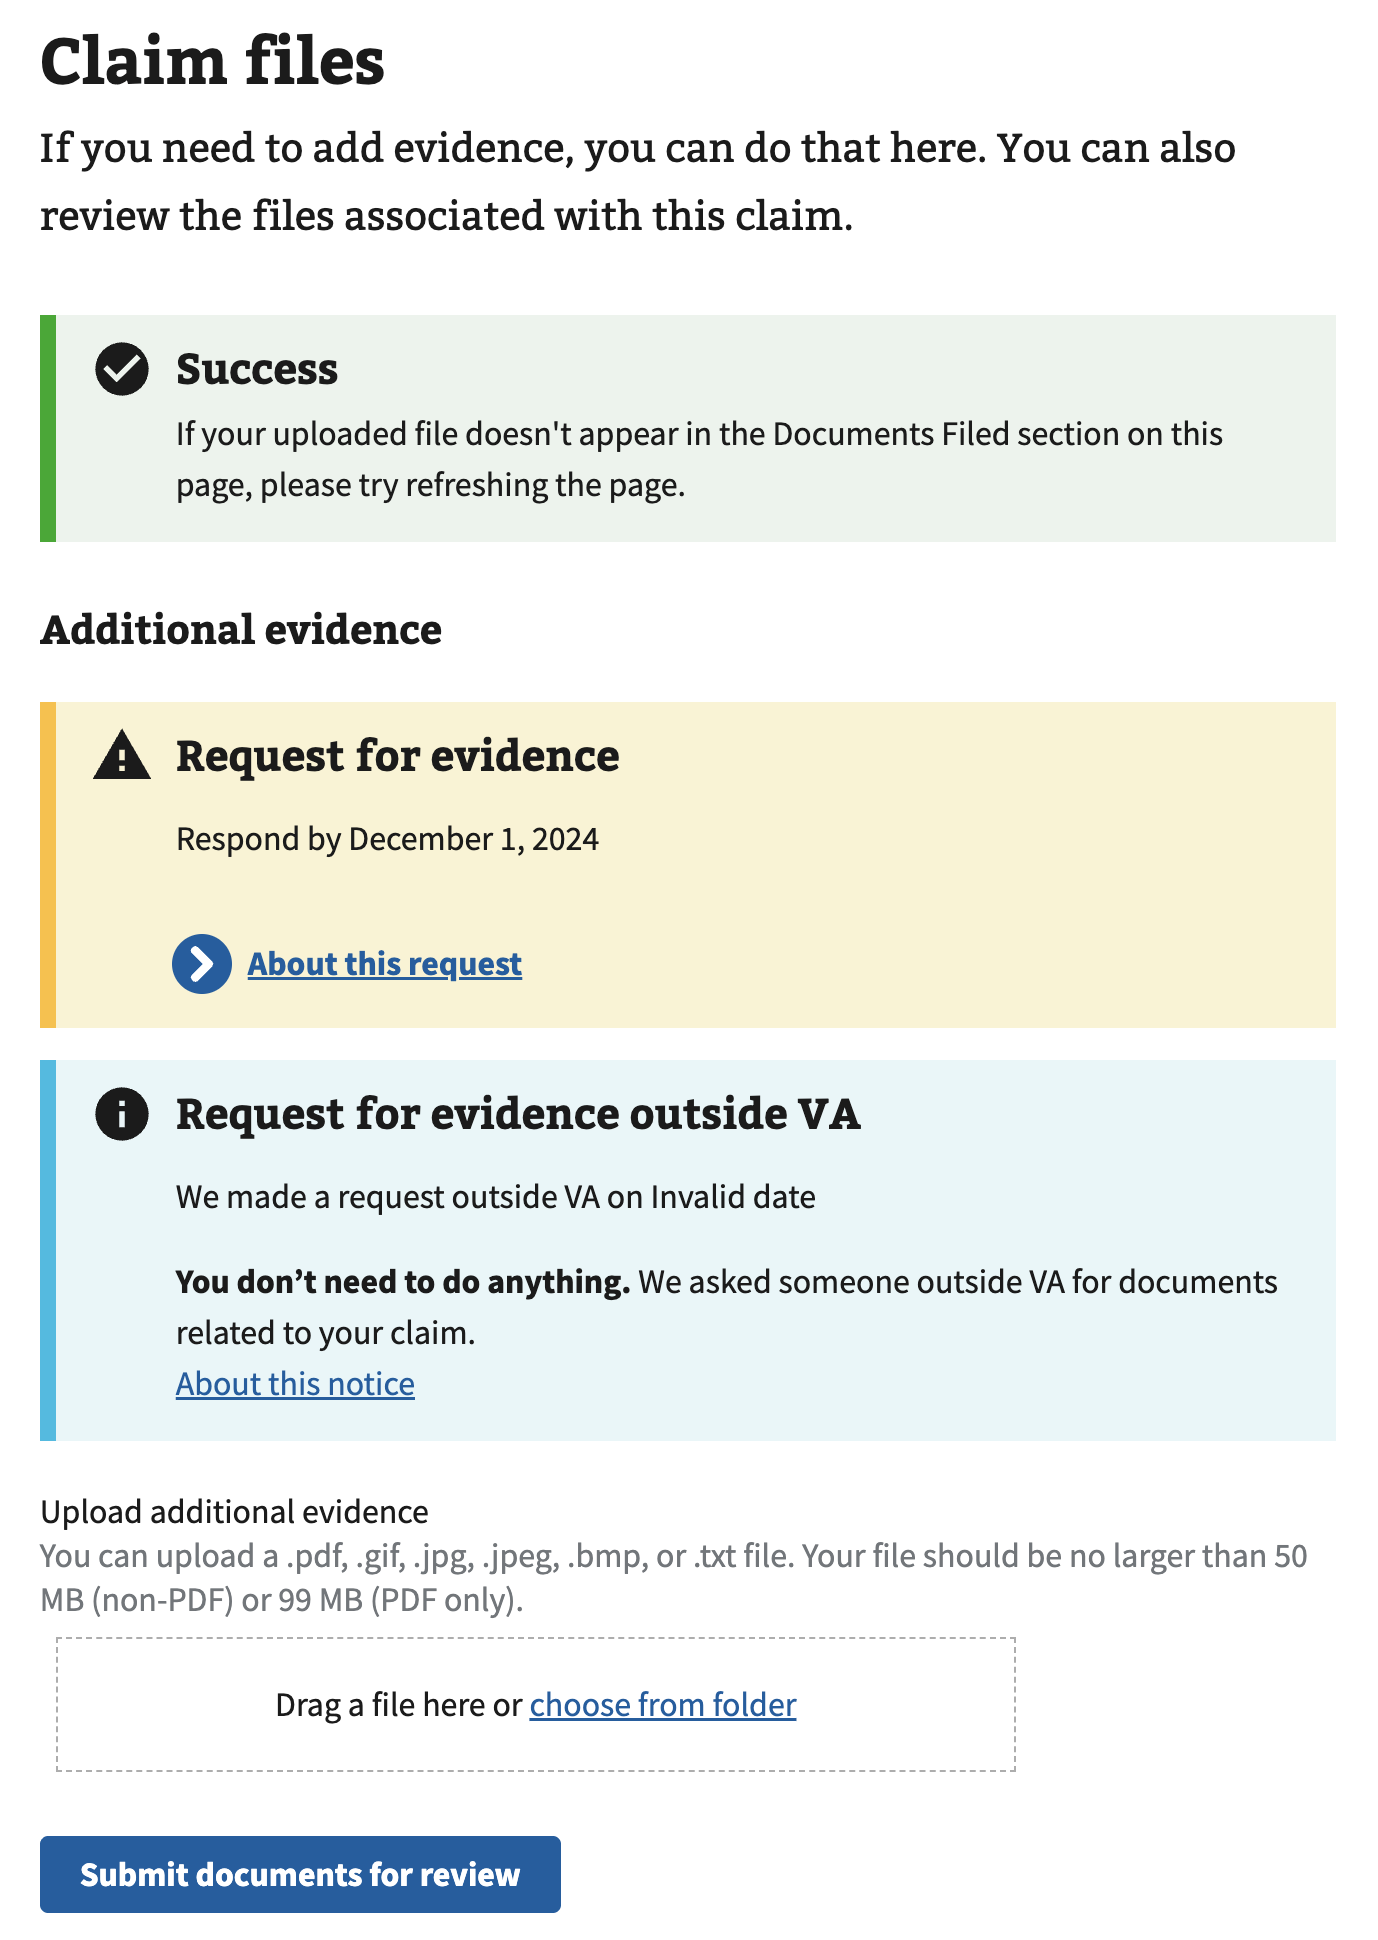 Claim files
If you need to add evidence, you can do that here. You can also
review the files associated with this claim.
Success
If your uploaded file doesn't appear in the Documents Filed section on this
page, please try refreshing the page.
Additional evidence
Request for evidence
Respond by December 1, 2024
About this request
Request for evidence outside VA
We made a request outside VA on Invalid date
You don’t need to do anything. We asked someone outside VA for documents
related to your claim.
About this notice
Upload additional evidence
You can upload a .pdf, .gif, .jpg, .jpeg, .bmp, or .txt file. Your file should be no larger than 50
MB (non-PDF) or 99 MB (PDF only).
Drag a file here or choose from folder
Submit documents for review